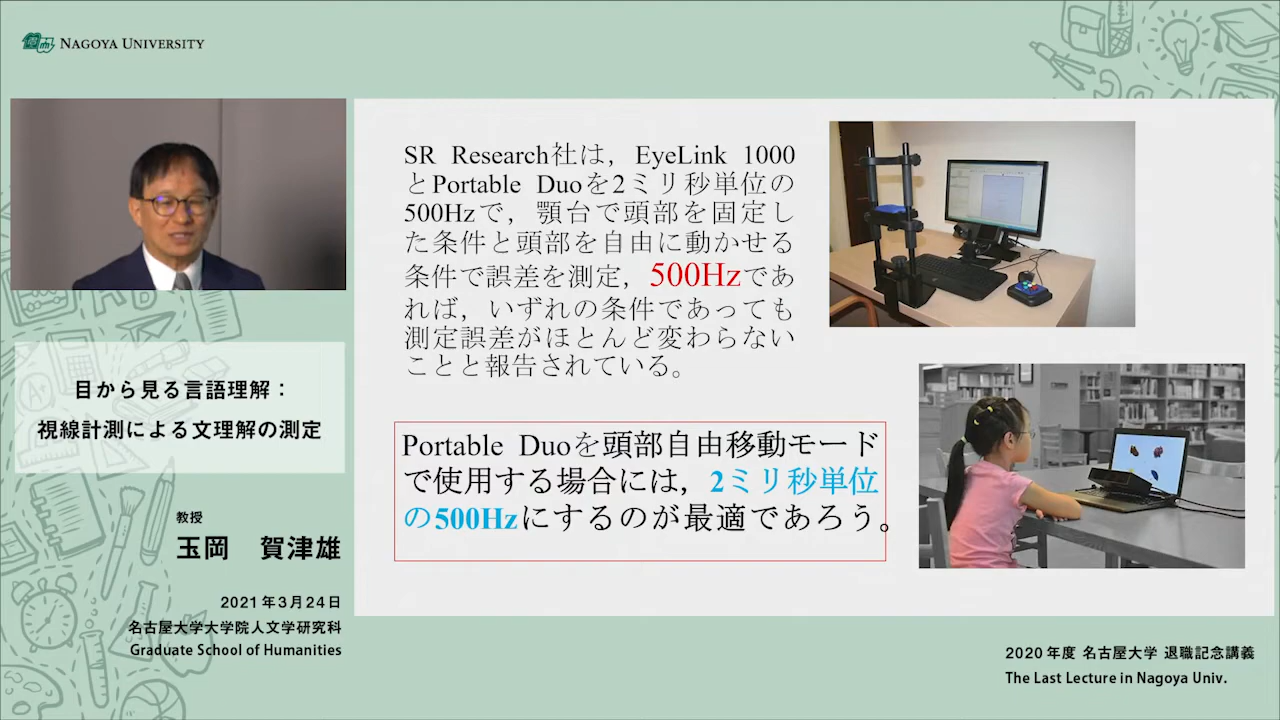 NAGOYA UNIVERSITY
SR Research社は，EyeLink 1000
とPortable Duoを2ミリ秒単位の
500Hzで，顎台で頭部を固定し
た条件と頭部を自由に動かせる
条件で誤差を測定，500Hzであ
れば，いずれの条件であっても
測定誤差がほとんど変わらない
ことと報告されている。
Portable Duoを頭部自由移動モード
で使用する場合には，2ミリ秒単位
の500Hzにするのが最適であろう。
目から見る言語理解：
視線計測による文理解の測定
教授
玉岡　賀津雄
2021年3月24日
名古屋大学大学院人文学研究科
Graduate School of Humanities
2020年度 名古屋大学 退職記念講義
The Last Lecture in Nagoya Univ.